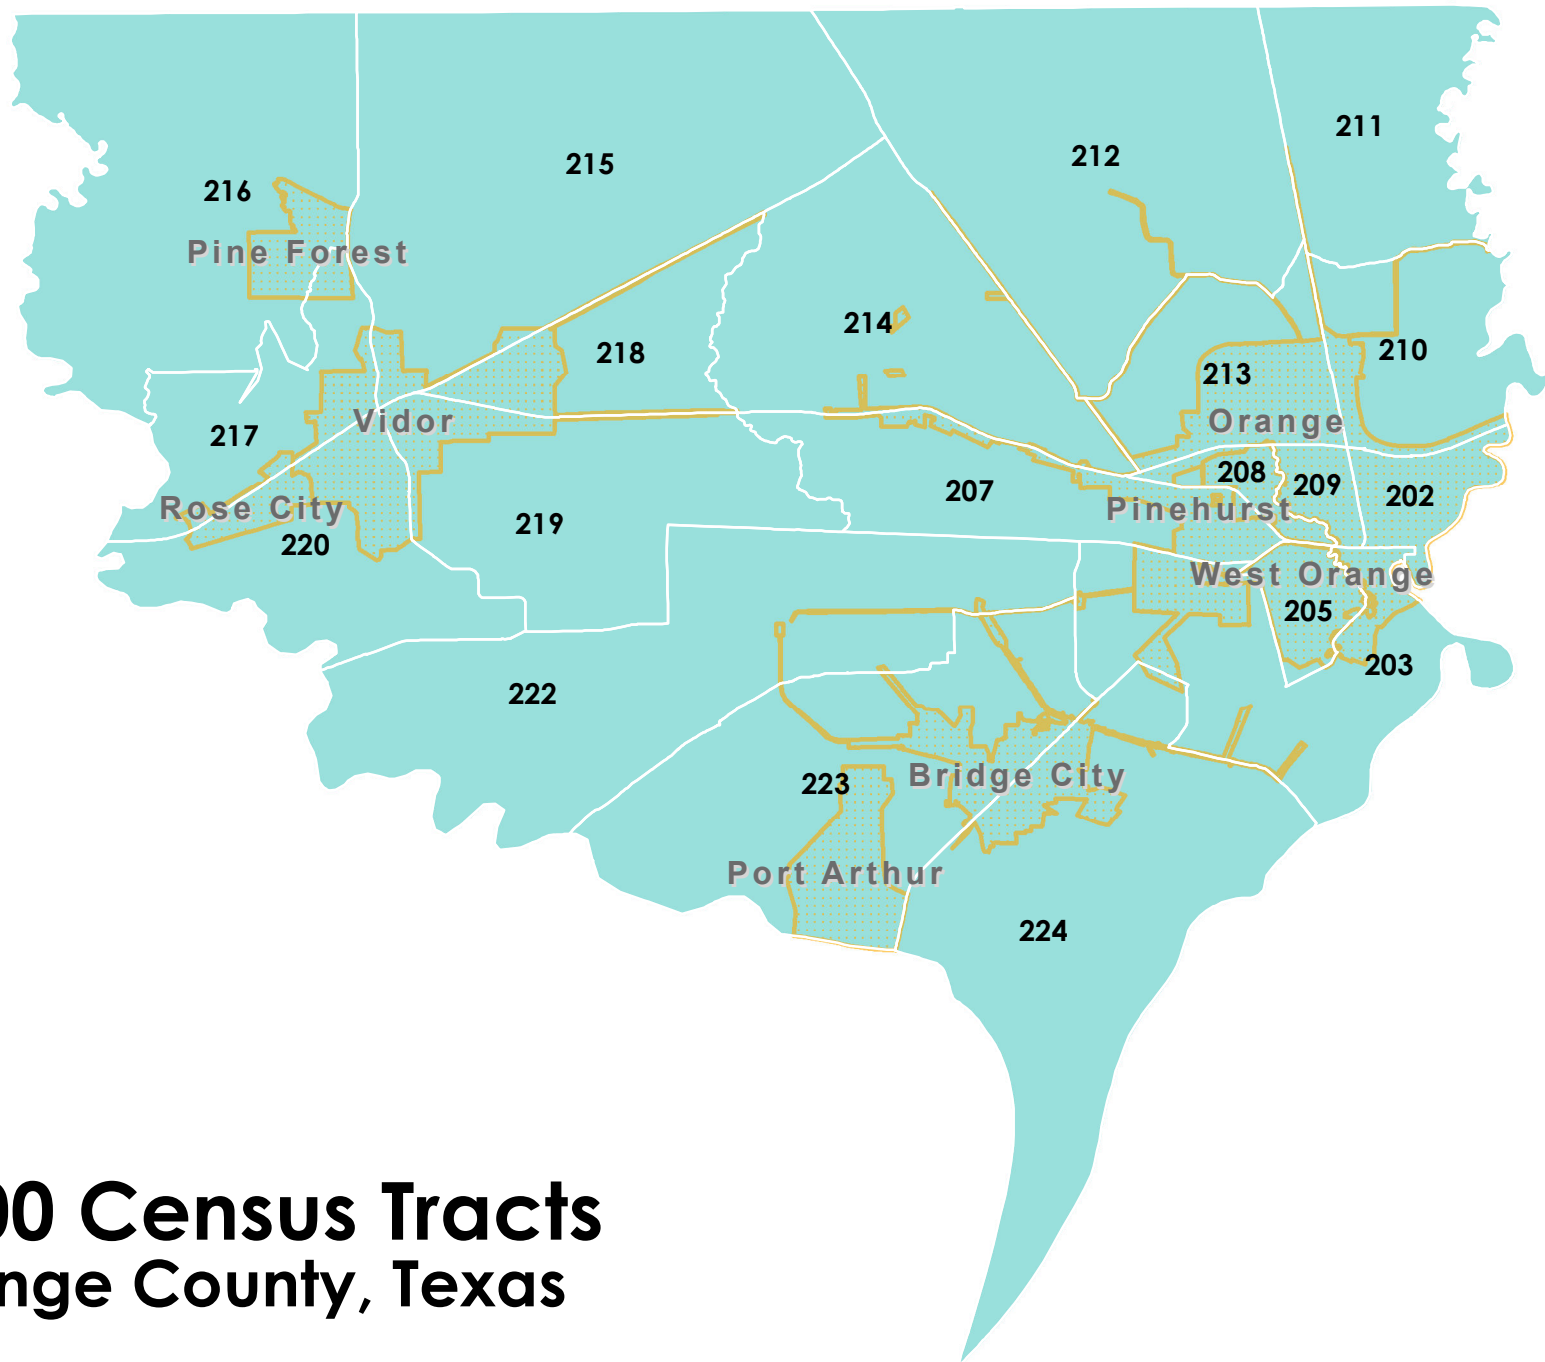 211
212
215
216
Pine Forest
214
218
210
213
Vidor
Orange
217
208
209
207
202
Rose City
Pinehurst
219
220
West Orange
205
203
222
Bridge City
223
Port Arthur
224
00 Census Tracts
nge County, Texas